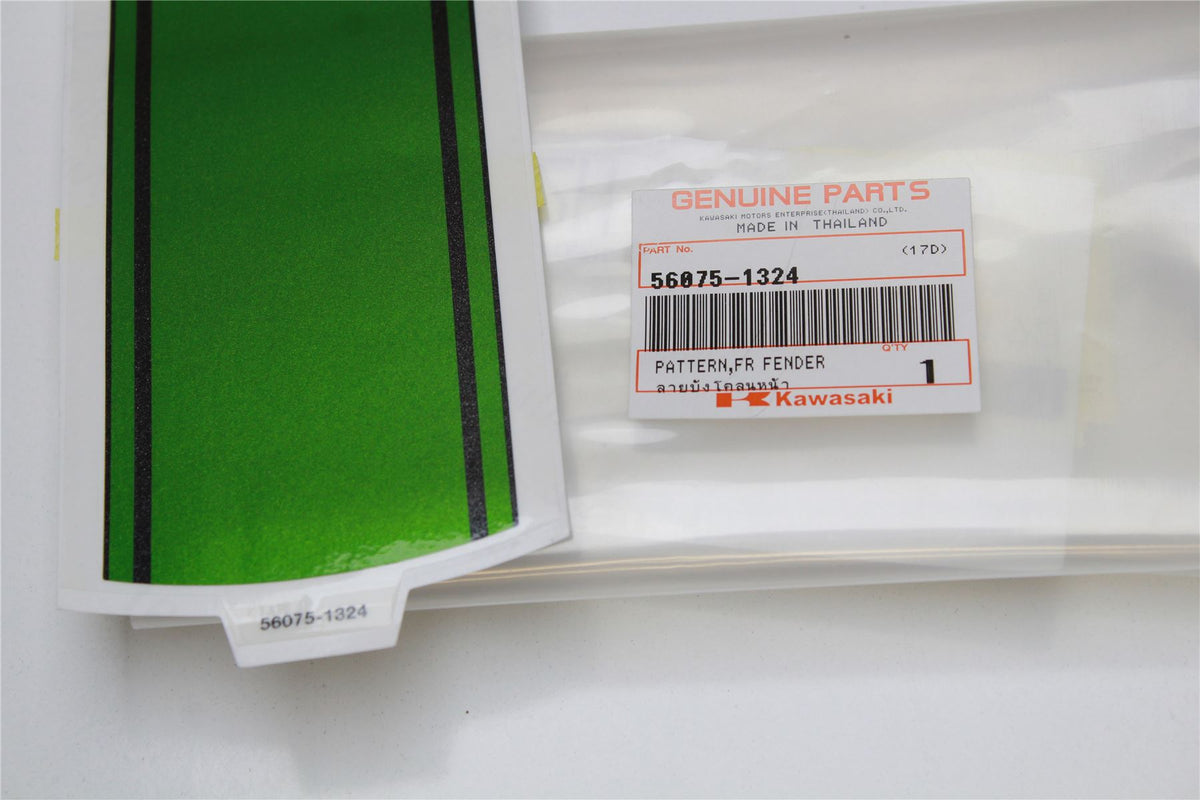 GENUINE PARTS
KAWASAKI MOTORS ENTERPRISE(THAILAND) CO.,LTD.
MADE IN THAILAND
PART No.
(17D)
56075-1324
Q'TY
PATTERN,FR FENDER
1
ลายบังโคลนหน้า
Kawasaki
56075-1324